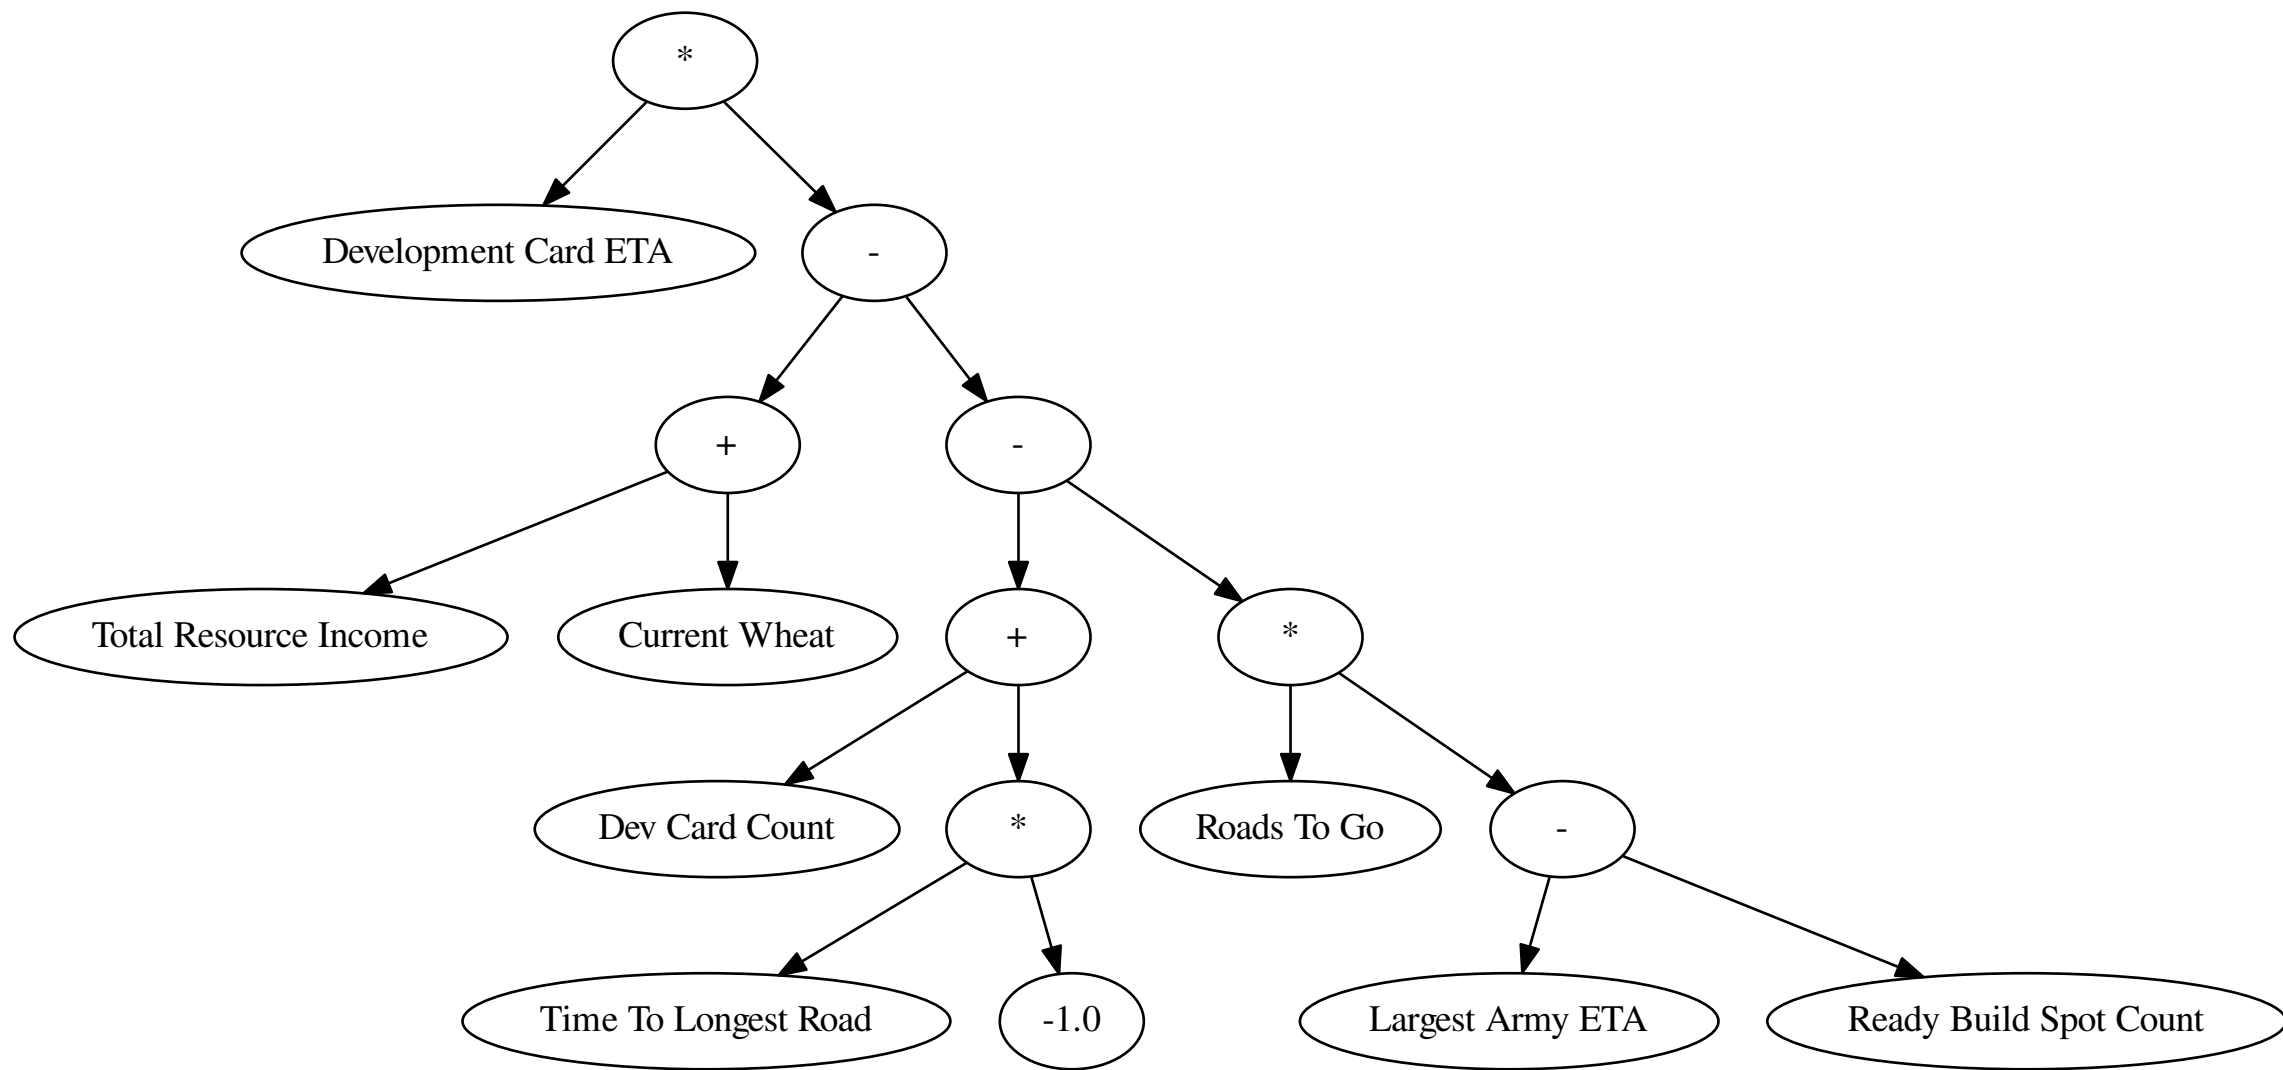 *
Development Card ETA
-
+
-
Total Resource Income
Current Wheat
+
*
Dev Card Count
*
Roads To Go
-
Time To Longest Road
-1.0
Largest Army ETA
Ready Build Spot Count